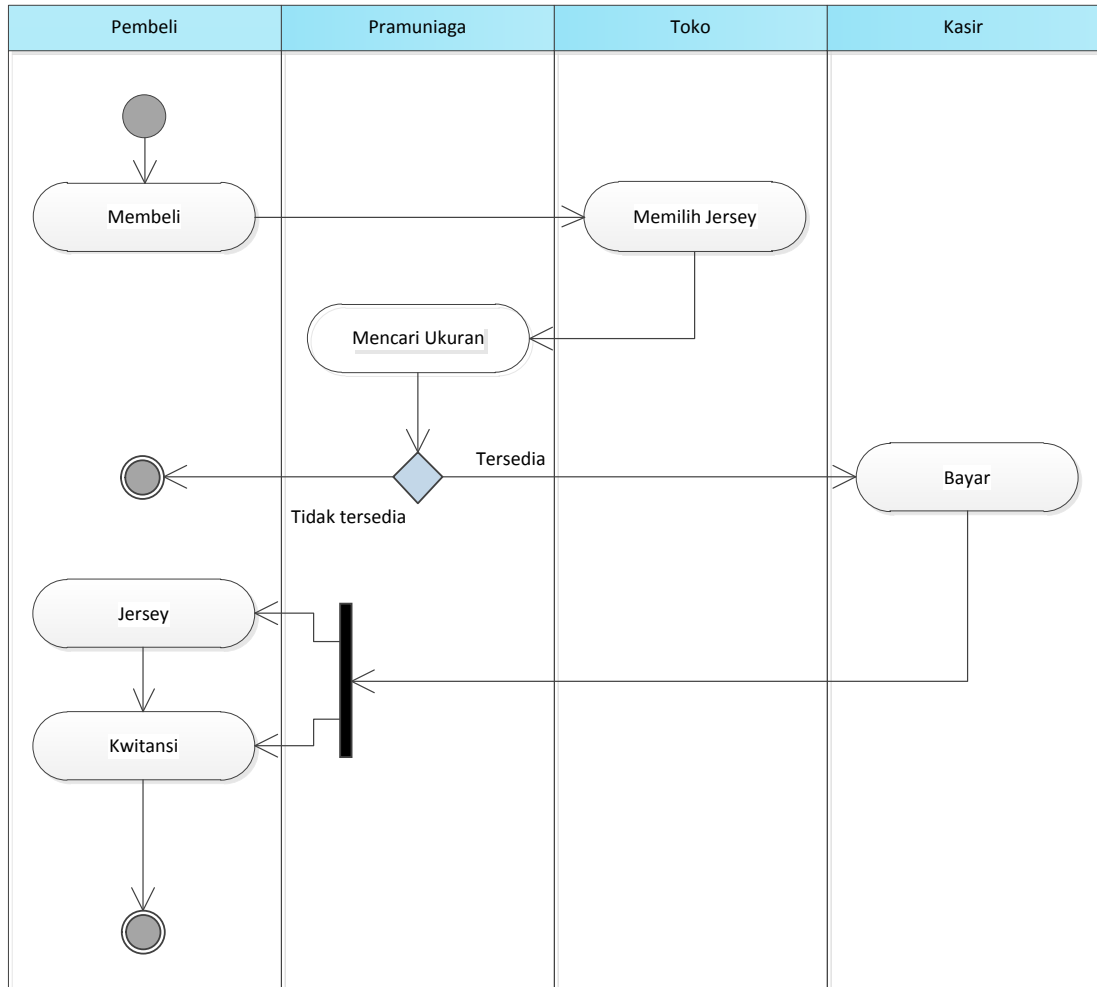 Pembeli
Pramuniaga
Toko
Kasir
Membeli
Memilih Jersey
Mencari Ukuran
Tersedia
Bayar
Tidak tersedia
Jersey
Kwitansi